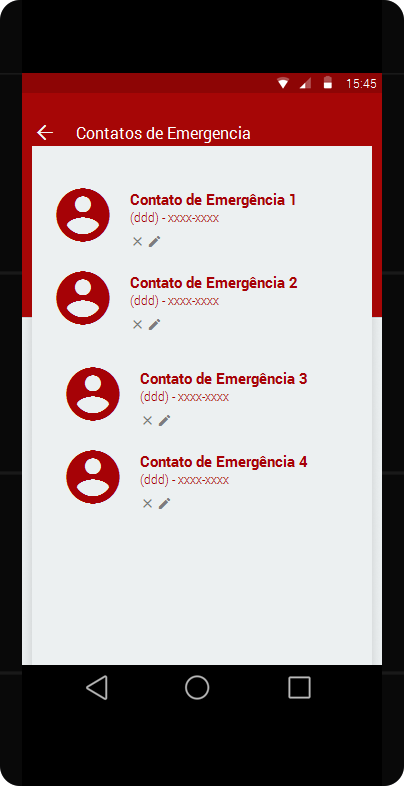 15:45
Contatos de Emergencia
Contato de Emergência 1
(ddd) - xxxx-xxxx
Contato de Emergência 2
(ddd) - xxxx-xxxx
Contato de Emergência 3
(ddd) - xxxx-xxxx
Contato de Emergência 4
(ddd) - xxxx-xxxx